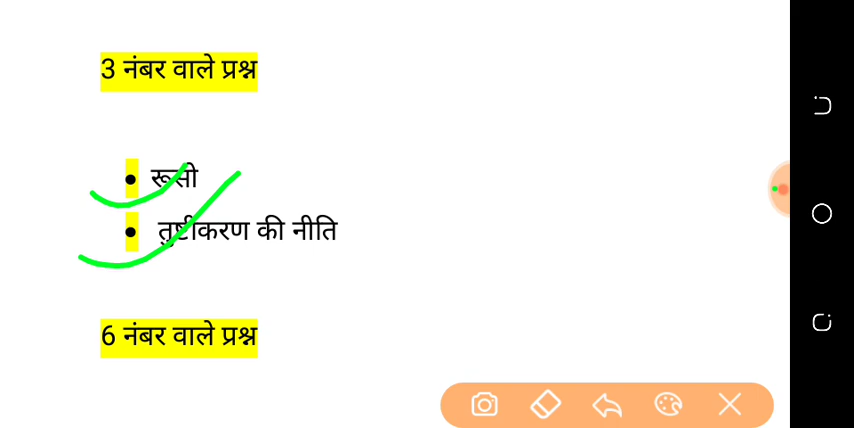 3 नंबर वाले प्रश्न
• रूसी
• तुष्टीकरण की नीति
6 नंबर वाले प्रश्न